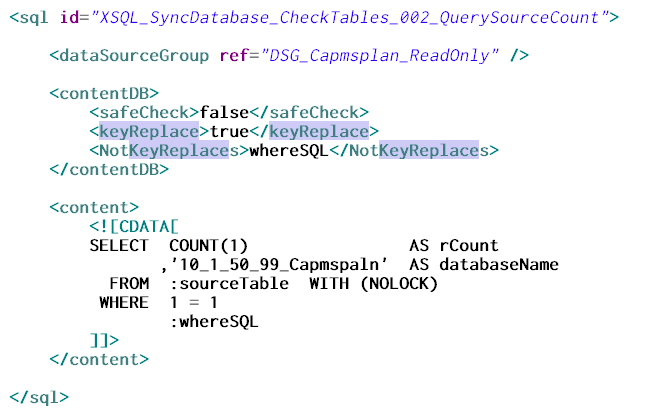 <sql id="XSQL_SyncDatabase_CheckTables_002_QuerySourceCount">
<dataSourceGroup ref="DSG_Capmsplan_ReadOnly" />
<contentDB>
<safeCheck>false</safeCheck>
<keyReplace>true</keyReplace>
<NotKeyReplaces>whereSQL</NotKeyReplaces>
</contentDB>
<content>
<![CDATA[
SELECT COUNT(1) AS rCount
,'10_1_50_99_Capmspaln' AS databaseName
FROM :sourceTable WITH (NOLOCK)
WHERE 1 = 1
:whereSQL
]]>
</content>
</sql>